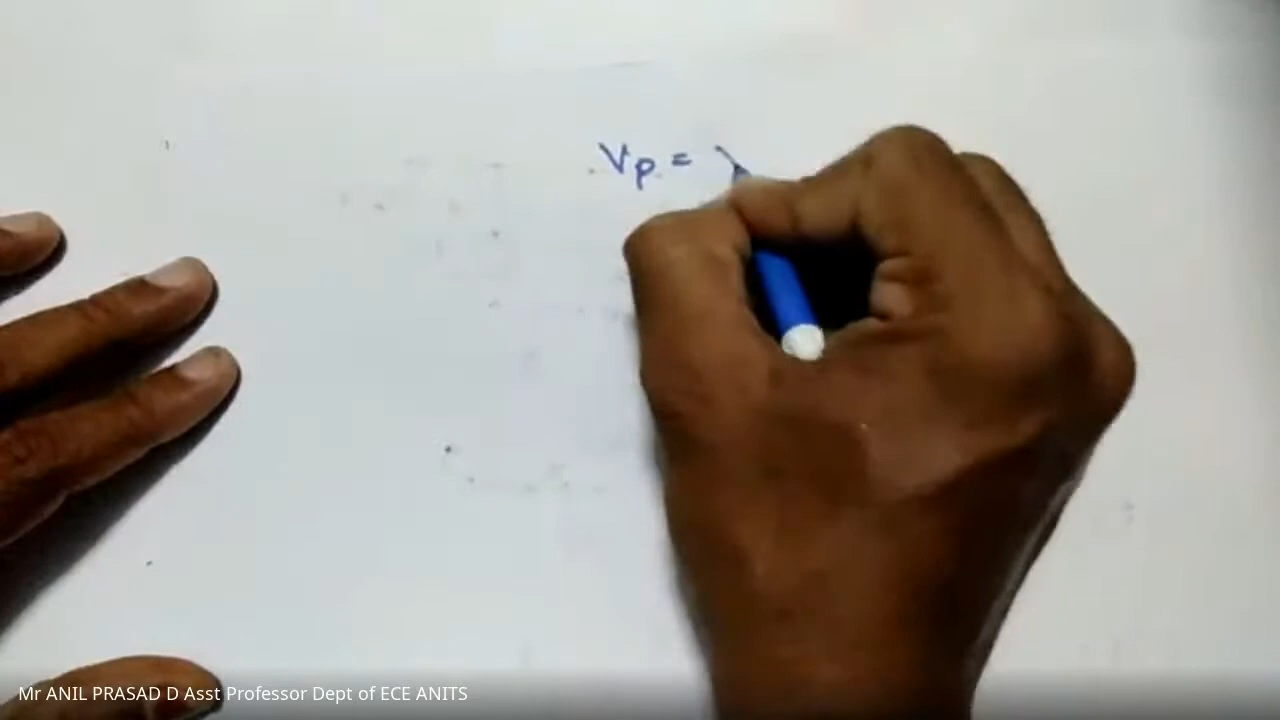 Vp = λ
Mr ANIL PRASAD D Asst Professor Dept of ECE ANITS